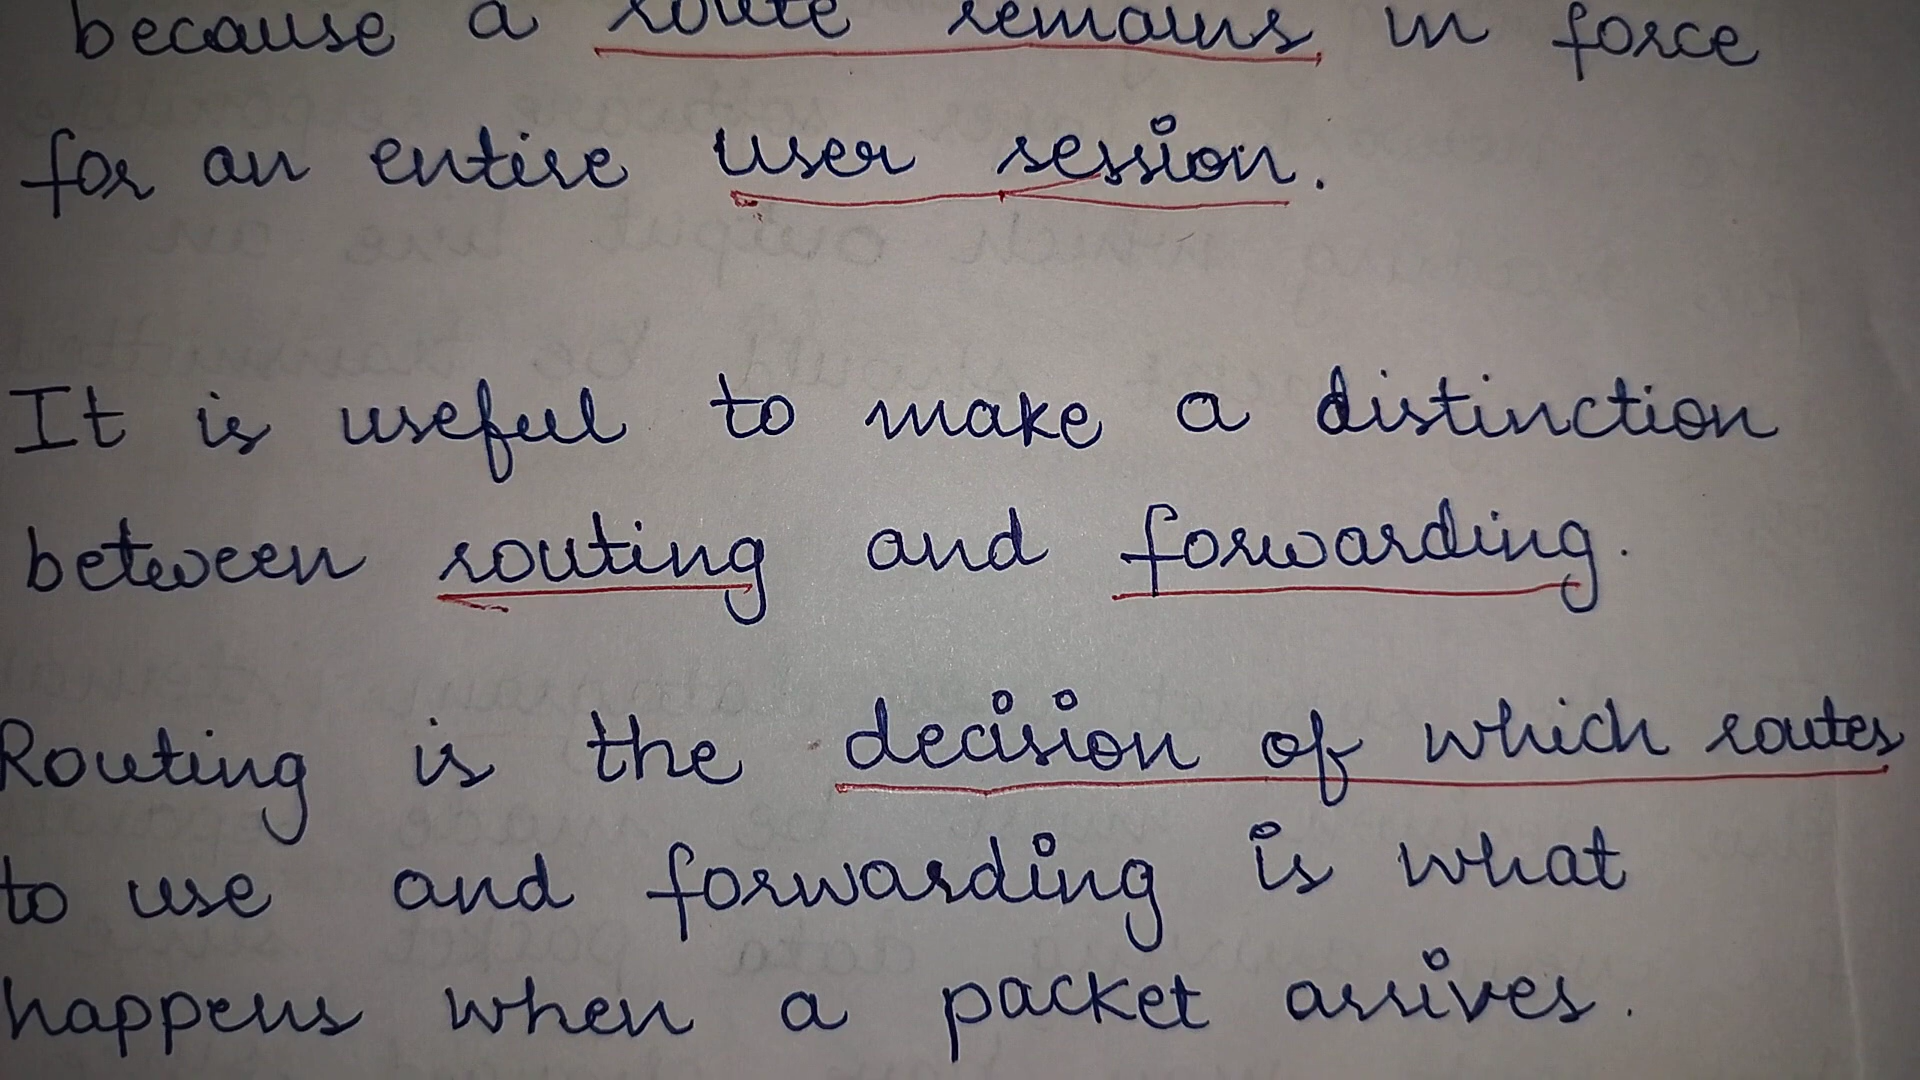 because a route remains in force
for an entire user session.
It is useful to make a distinction
between routing and forwarding.
Routing is the decision of which routes
to use and forwarding is what
happens when a packet arrives.